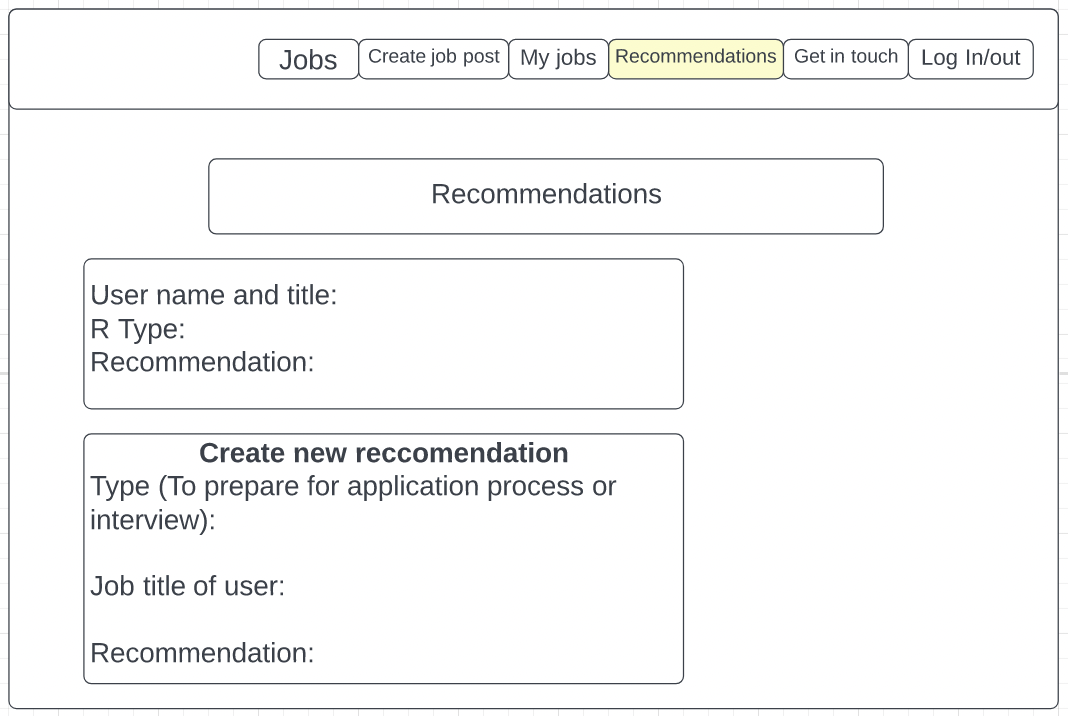 Jobs Create job post My jobs Recommendations Get in touch Log In/out
Recommendations
User name and title:
R Type:
Recommendation:
Create new reccomendation
Type (To prepare for application process or
interview):
Job title of user:
Recommendation: